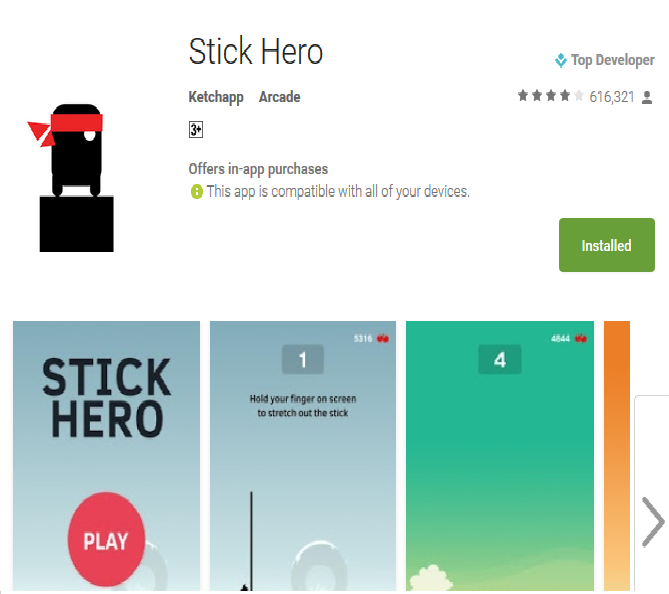 Stick Hero
Top Developer
Ketchapp Arcade
616,321
3+
Offers in-app purchases
This app is compatible with all of your devices.
Installed
STICK
HERO
PLAY
5316
1
Hold your finger on screen
to stretch out the stick
4844
4